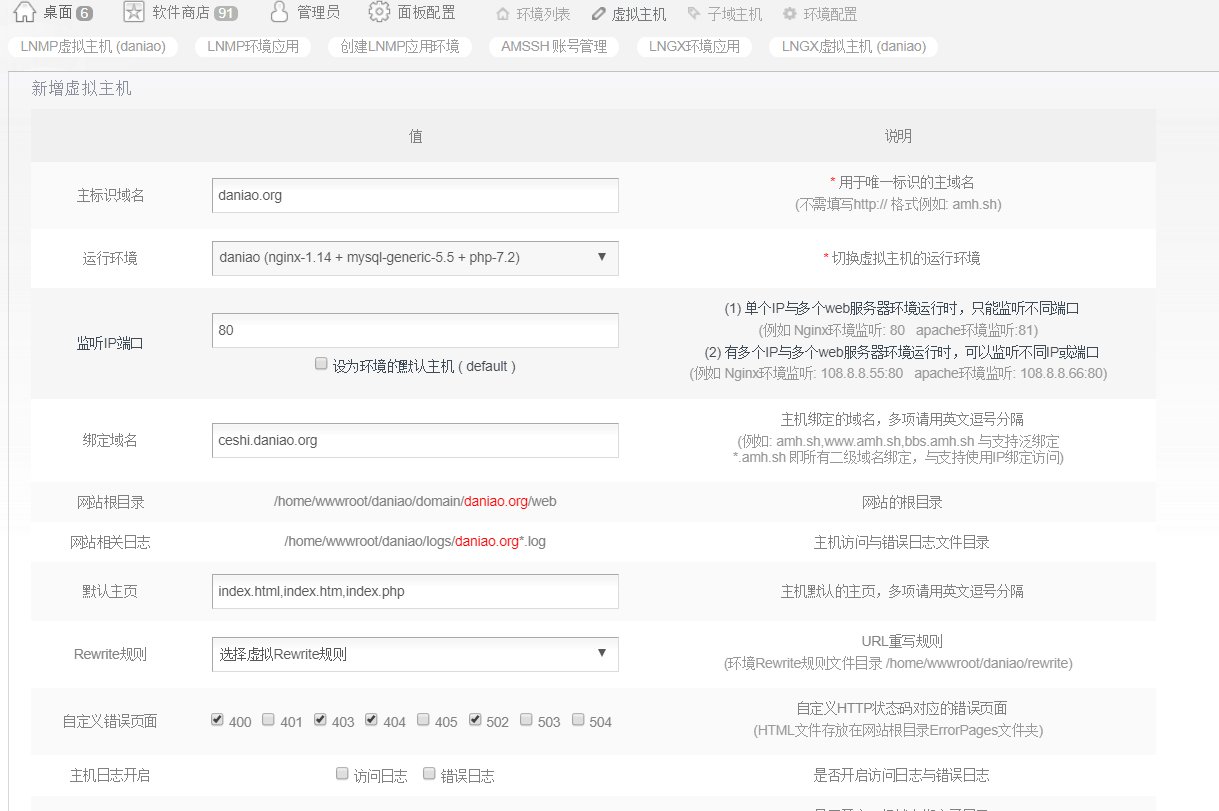 桌面 6 软件商店 91 管理员 面板配置 环境列表 虚拟主机 子域主机 环境配置
LNMP虚拟主机 (daniao) LNMP环境应用 创建LNMP应用环境 AMSSH 账号管理 LNGX环境应用 LNGX虚拟主机 (daniao)
新增虚拟主机
值 说明
主标识域名 daniao.org * 用于唯一标识的主域名
(不需填写http:// 格式例如: amh.sh)
运行环境 daniao (nginx-1.14 + mysql-generic-5.5 + php-7.2) * 切换虚拟主机的运行环境
监听IP端口 80 (1) 单个IP与多个web服务器环境运行时，只能监听不同端口
(例如 Nginx环境监听: 80 apache环境监听:81)
设为环境的默认主机 ( default ) (2) 有多个IP与多个web服务器环境运行时，可以监听不同IP或端口
(例如 Nginx环境监听: 108.8.8.55:80 apache环境监听: 108.8.8.66:80)
绑定域名 ceshi.daniao.org 主机绑定的域名，多项请用英文逗号分隔
(例如: amh.sh,www.amh.sh,bbs.amh.sh 与支持泛绑定
*.amh.sh 即所有二级域名绑定，与支持使用IP绑定访问)
网站根目录 /home/wwwroot/daniao/domain/daniao.org/web 网站的根目录
网站相关日志 /home/wwwroot/daniao/logs/daniao.org*.log 主机访问与错误日志文件目录
默认主页 index.html,index.htm,index.php 主机默认的主页，多项请用英文逗号分隔
Rewrite规则 选择虚拟Rewrite规则 URL重写规则
(环境Rewrite规则文件目录 /home/wwwroot/daniao/rewrite)
自定义错误页面 400 401 403 404 405 502 503 504 自定义HTTP状态码对应的错误页面
(HTML文件存放在网站根目录ErrorPages文件夹)
主机日志开启 访问日志 错误日志 是否开启访问日志与错误日志